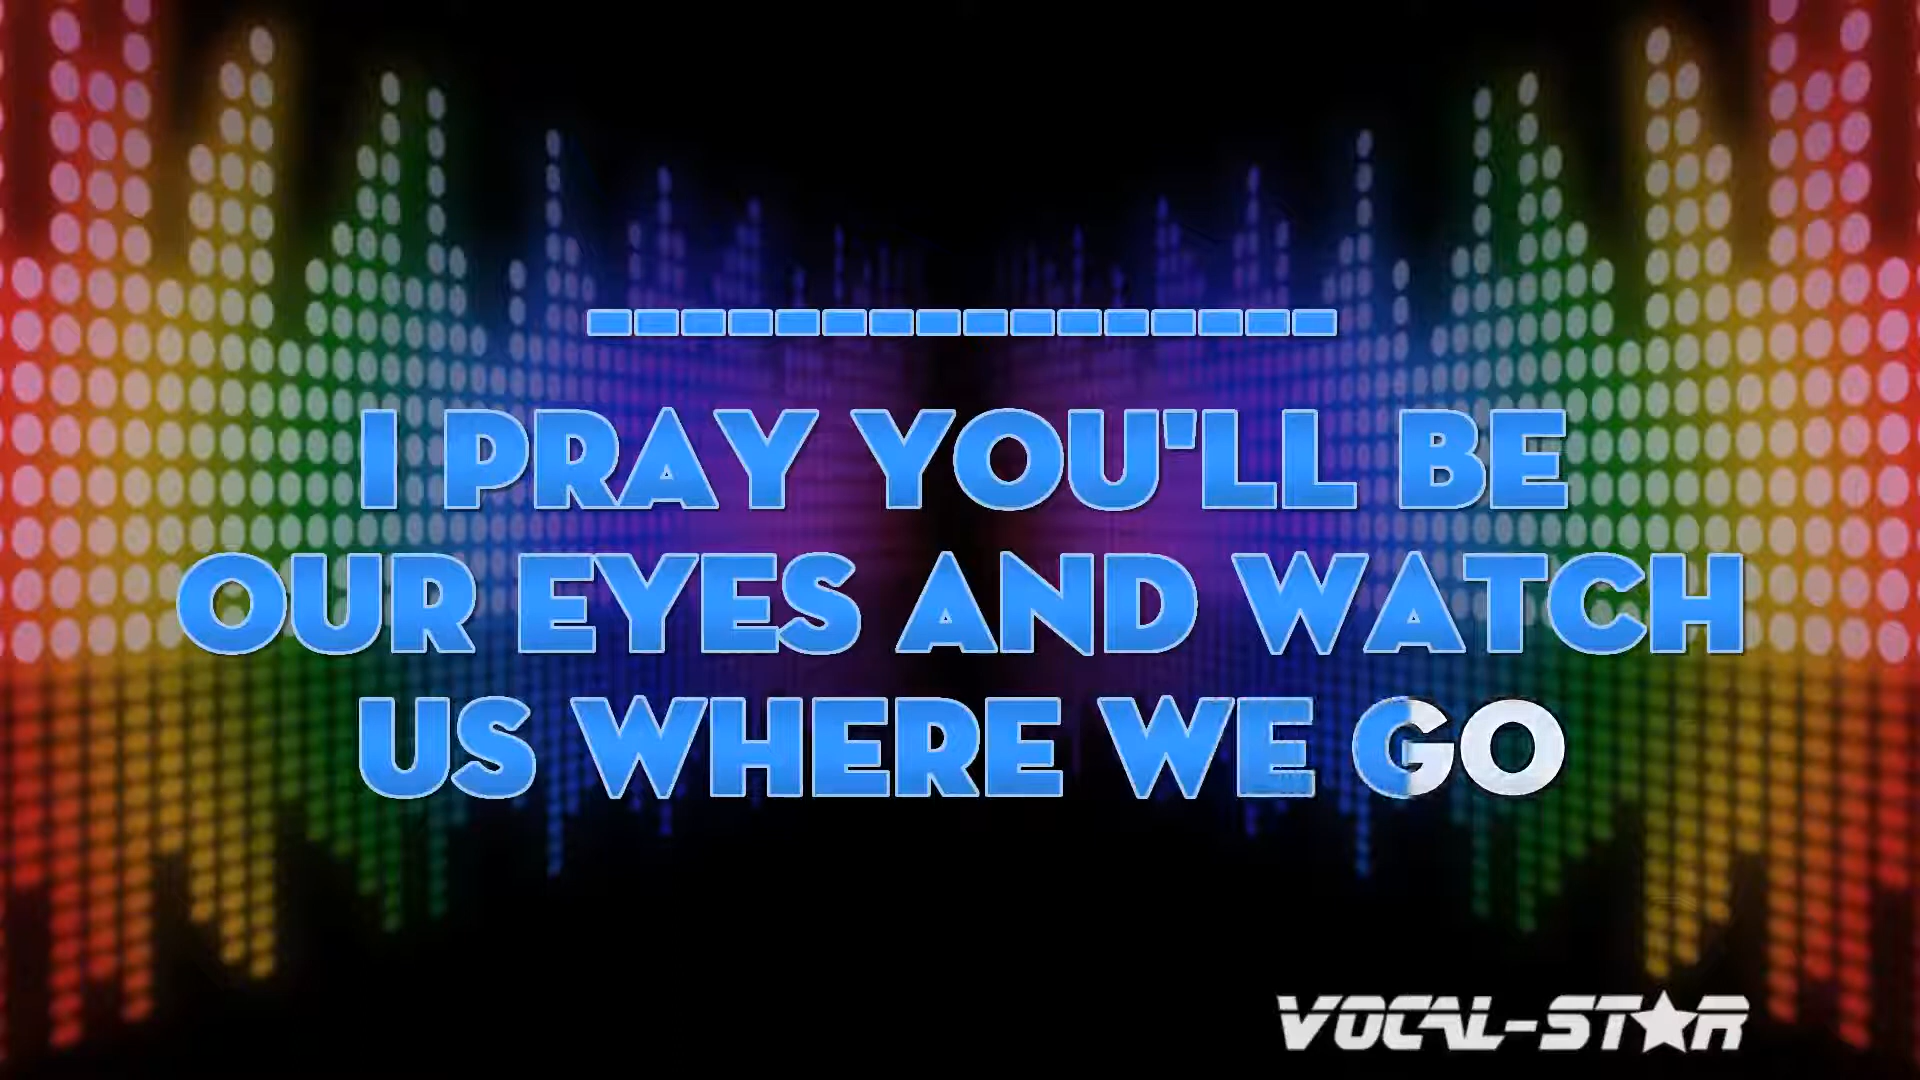 ----------------
I PRAY YOU'LL BE
OUR EYES AND WATCH
US WHERE WE GO
VOCAL-STAR